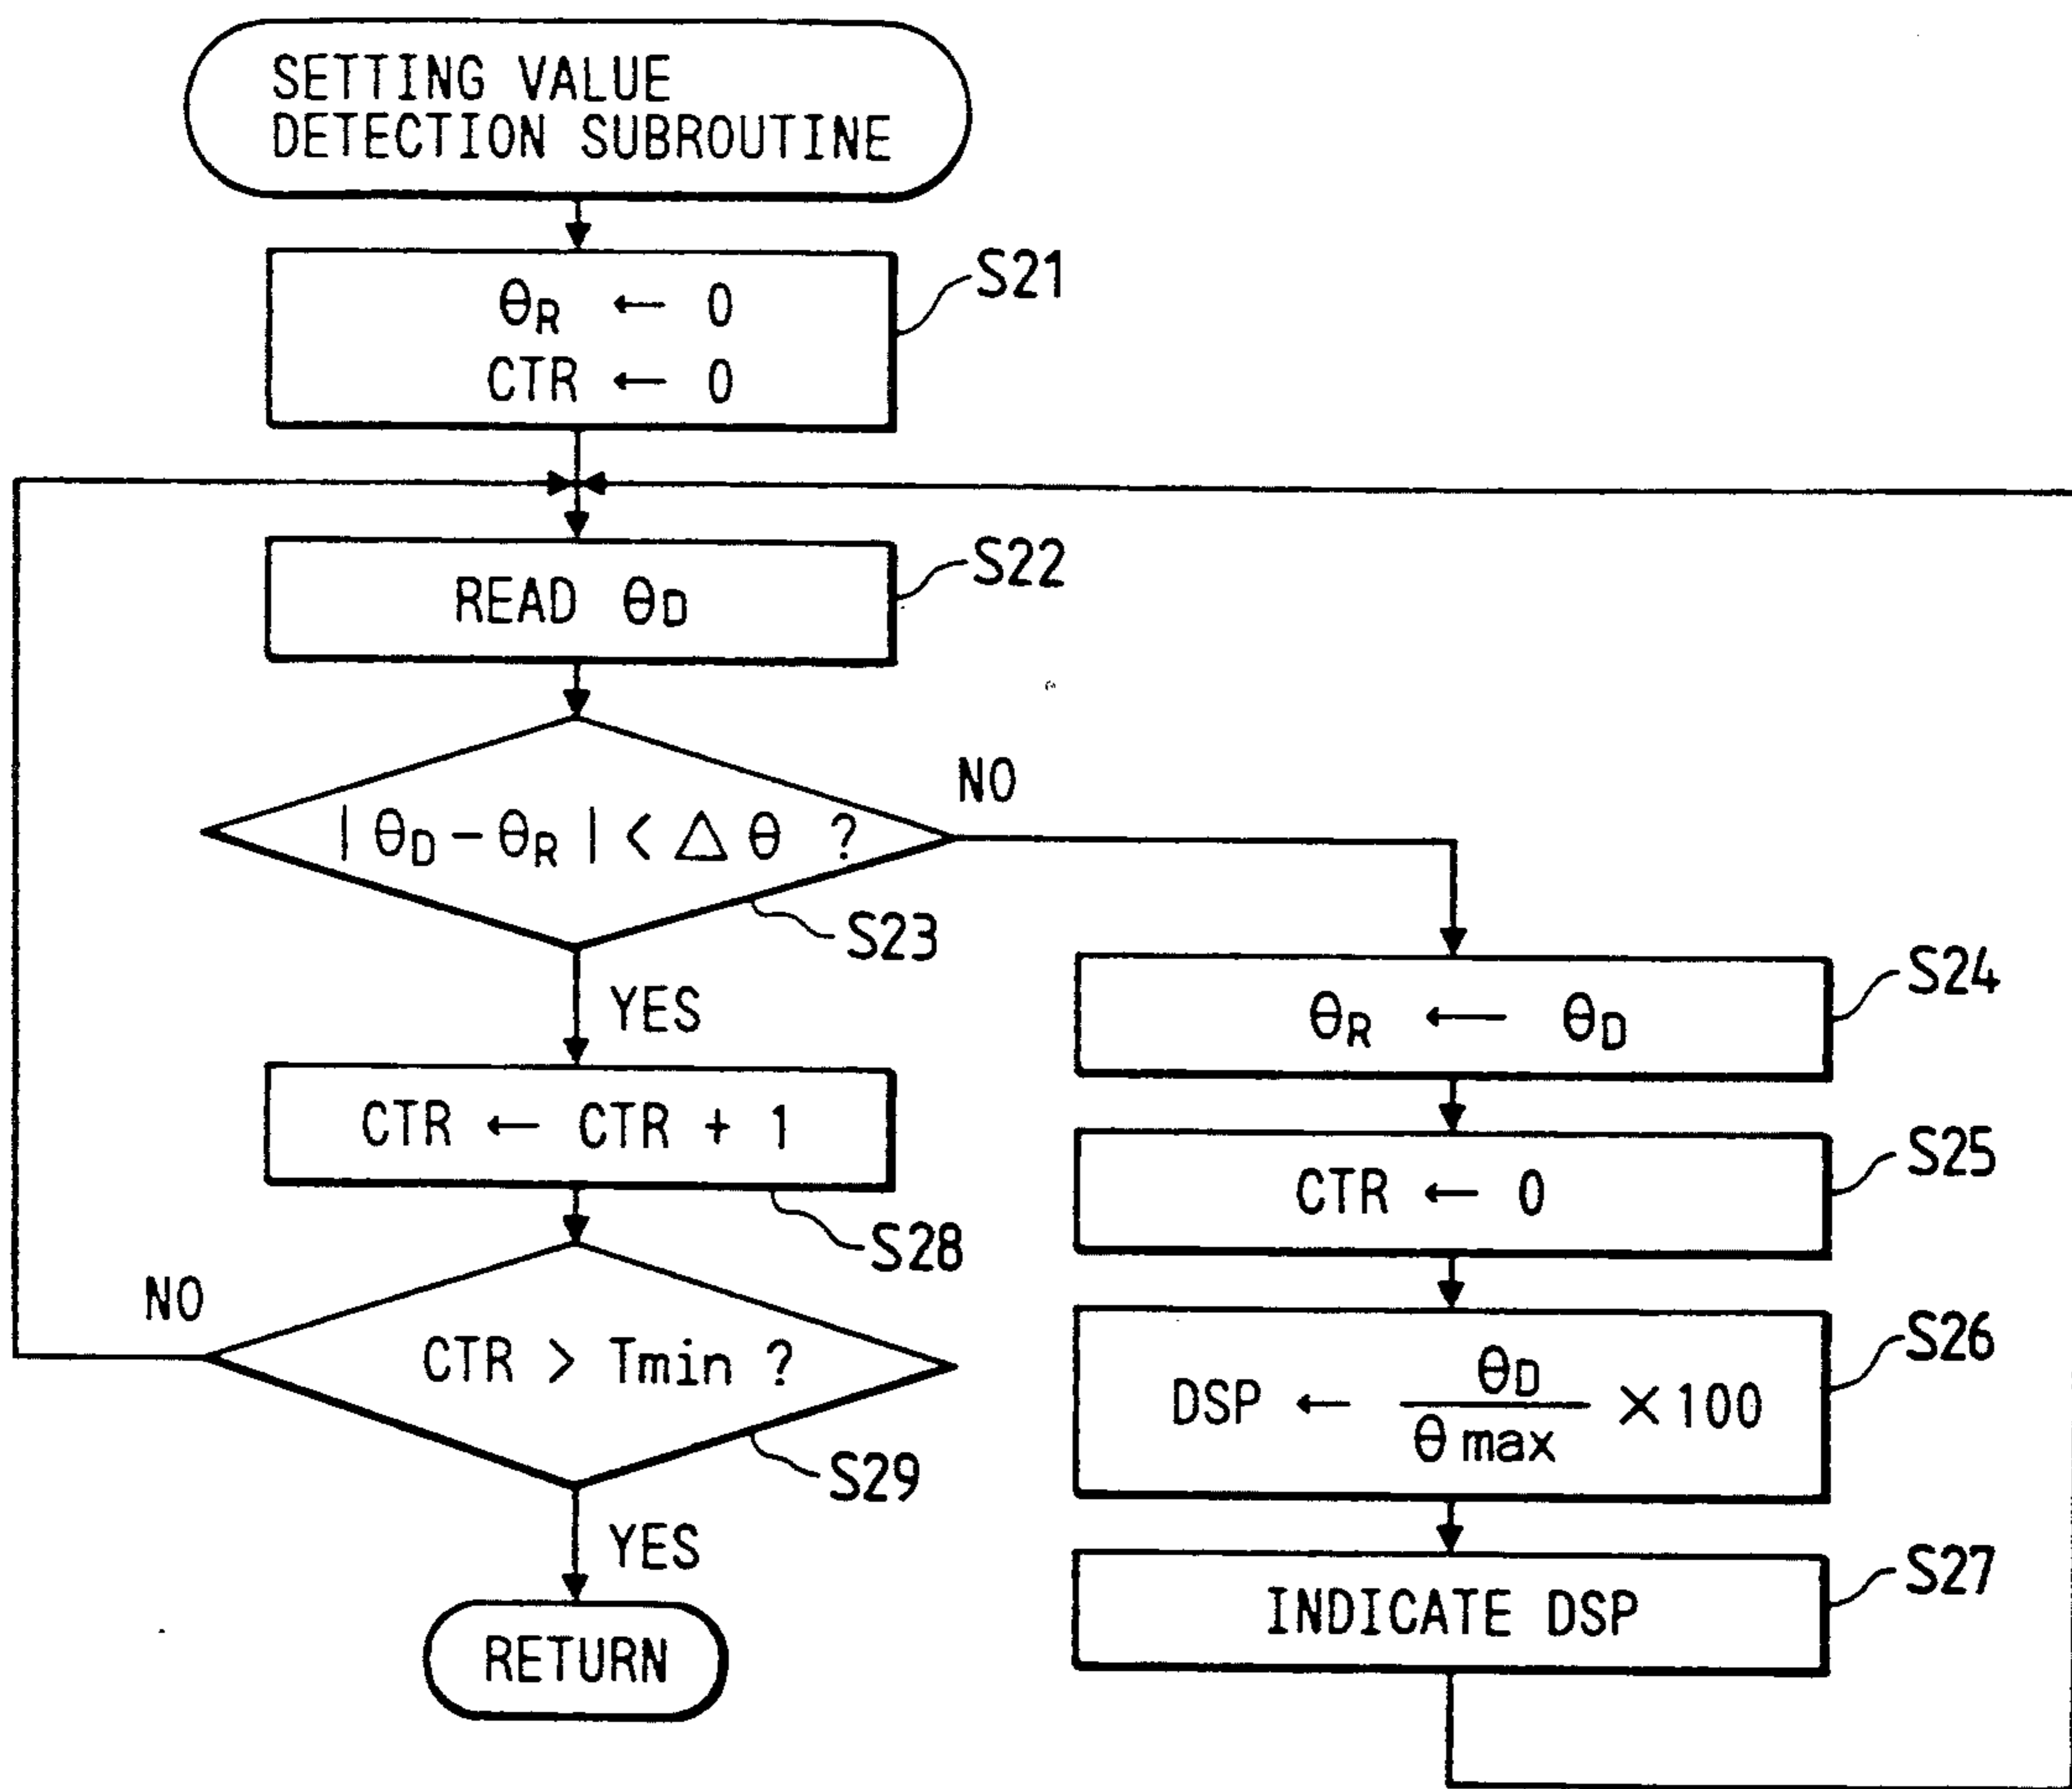 SETTING VALUE
DETECTION SUBROUTINE
S21
θR ← 0
CTR ← 0
S22
READ θD
NO
| θD - θR | < △ θ ?
S23
YES
S24
θR ← θD
CTR ← CTR + 1
S28
S25
CTR ← 0
NO
CTR > Tmin ?
S29
S26
DSP ← θD / θ max × 100
YES
S27
INDICATE DSP
RETURN